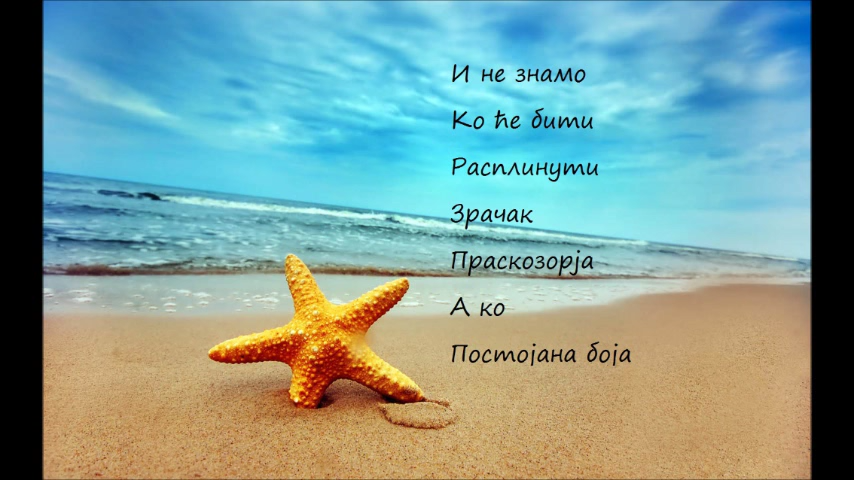 И не знамо
Ко ће бити
Расплинути
Зрачак
Праскозорја
А ко
Постојана боја